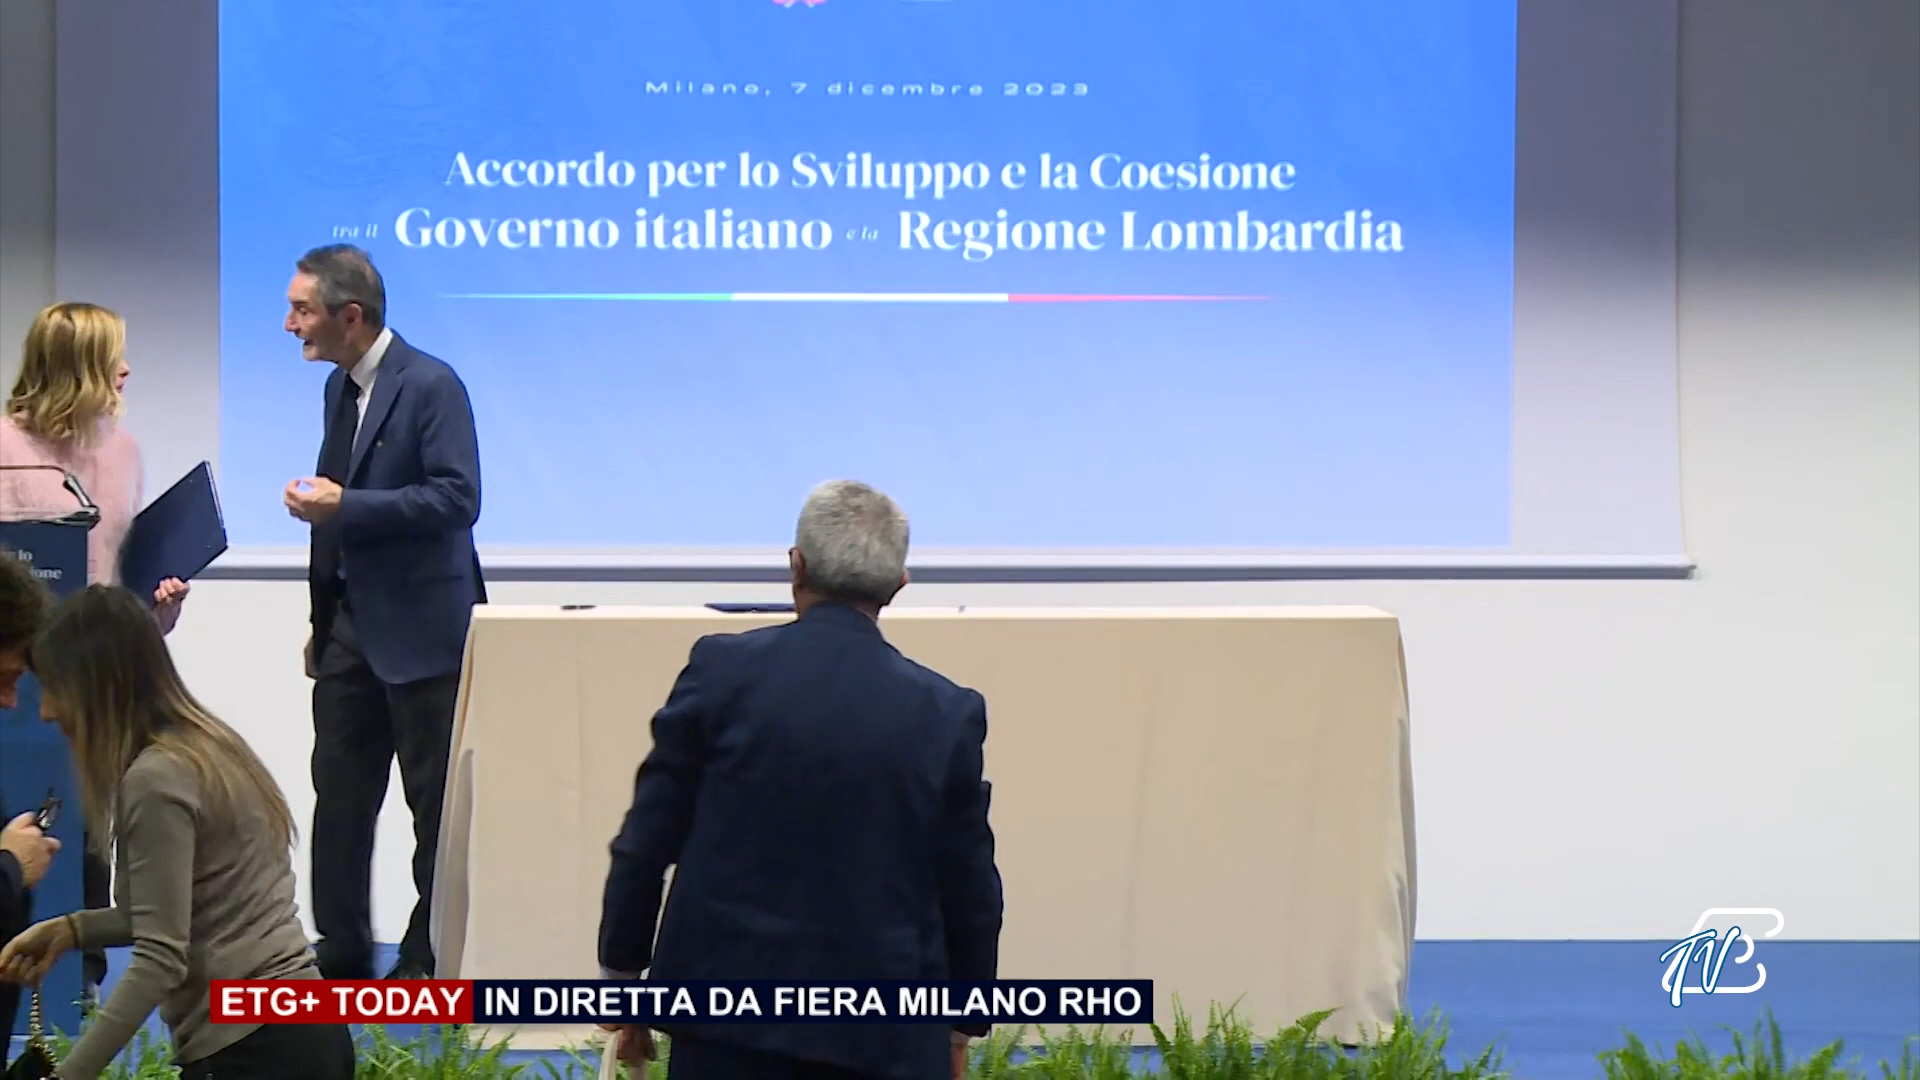 Milano, 7 dicembre 2023
Accordo per lo Sviluppo e la Coesione
tra il Governo italiano e la Regione Lombardia
ETG+ TODAY IN DIRETTA DA FIERA MILANO RHO